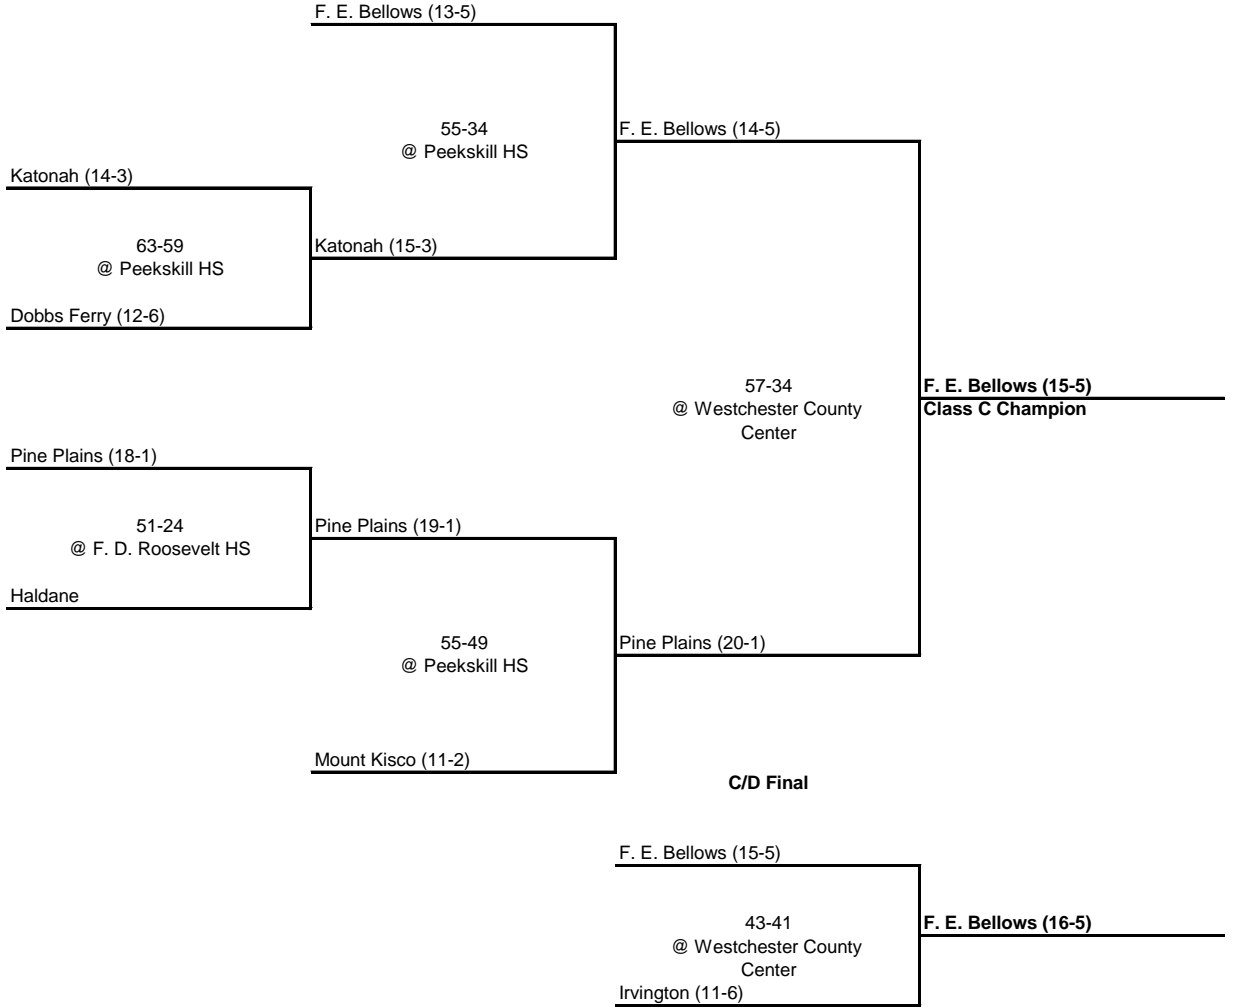 F. E. Bellows (13-5)
55-34
@ Peekskill HS
F. E. Bellows (14-5)
Katonah (14-3)
63-59
@ Peekskill HS
Katonah (15-3)
Dobbs Ferry (12-6)
57-34
@ Westchester County
Center
F. E. Bellows (15-5)
Class C Champion
Pine Plains (18-1)
51-24
@ F. D. Roosevelt HS
Pine Plains (19-1)
Haldane
55-49
@ Peekskill HS
Pine Plains (20-1)
Mount Kisco (11-2)
C/D Final
F. E. Bellows (15-5)
43-41
@ Westchester County
Center
F. E. Bellows (16-5)
Irvington (11-6)